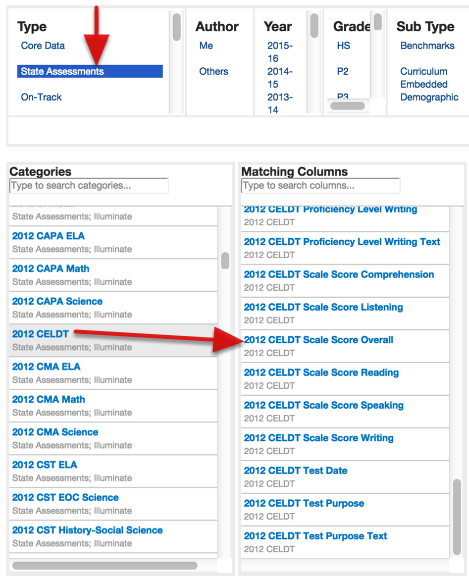 Type
Core Data
State Assessments
On-Track
Author
Me
Others
Year
2015-
16
2014-
15
2013-
14
Grade
HS
P2
P3
Sub Type
Benchmarks
Curriculum
Embedded
Demographic
Categories
Type to search categories...
State Assessments; Illuminate
2012 CAPA ELA
State Assessments; Illuminate
2012 CAPA Math
State Assessments; Illuminate
2012 CAPA Science
State Assessments; Illuminate
2012 CELDT
State Assessments; Illuminate
2012 CMA ELA
State Assessments; Illuminate
2012 CMA Math
State Assessments; Illuminate
2012 CMA Science
State Assessments; Illuminate
2012 CST ELA
State Assessments; Illuminate
2012 CST EOC Science
State Assessments; Illuminate
2012 CST History-Social Science
State Assessments; Illuminate
Matching Columns
Type to search columns...
2012 CELDT Proficiency Level Writing
2012 CELDT
2012 CELDT Proficiency Level Writing Text
2012 CELDT
2012 CELDT Scale Score Comprehension
2012 CELDT
2012 CELDT Scale Score Listening
2012 CELDT
2012 CELDT Scale Score Overall
2012 CELDT
2012 CELDT Scale Score Reading
2012 CELDT
2012 CELDT Scale Score Speaking
2012 CELDT
2012 CELDT Scale Score Writing
2012 CELDT
2012 CELDT Test Date
2012 CELDT
2012 CELDT Test Purpose
2012 CELDT
2012 CELDT Test Purpose Text
2012 CELDT